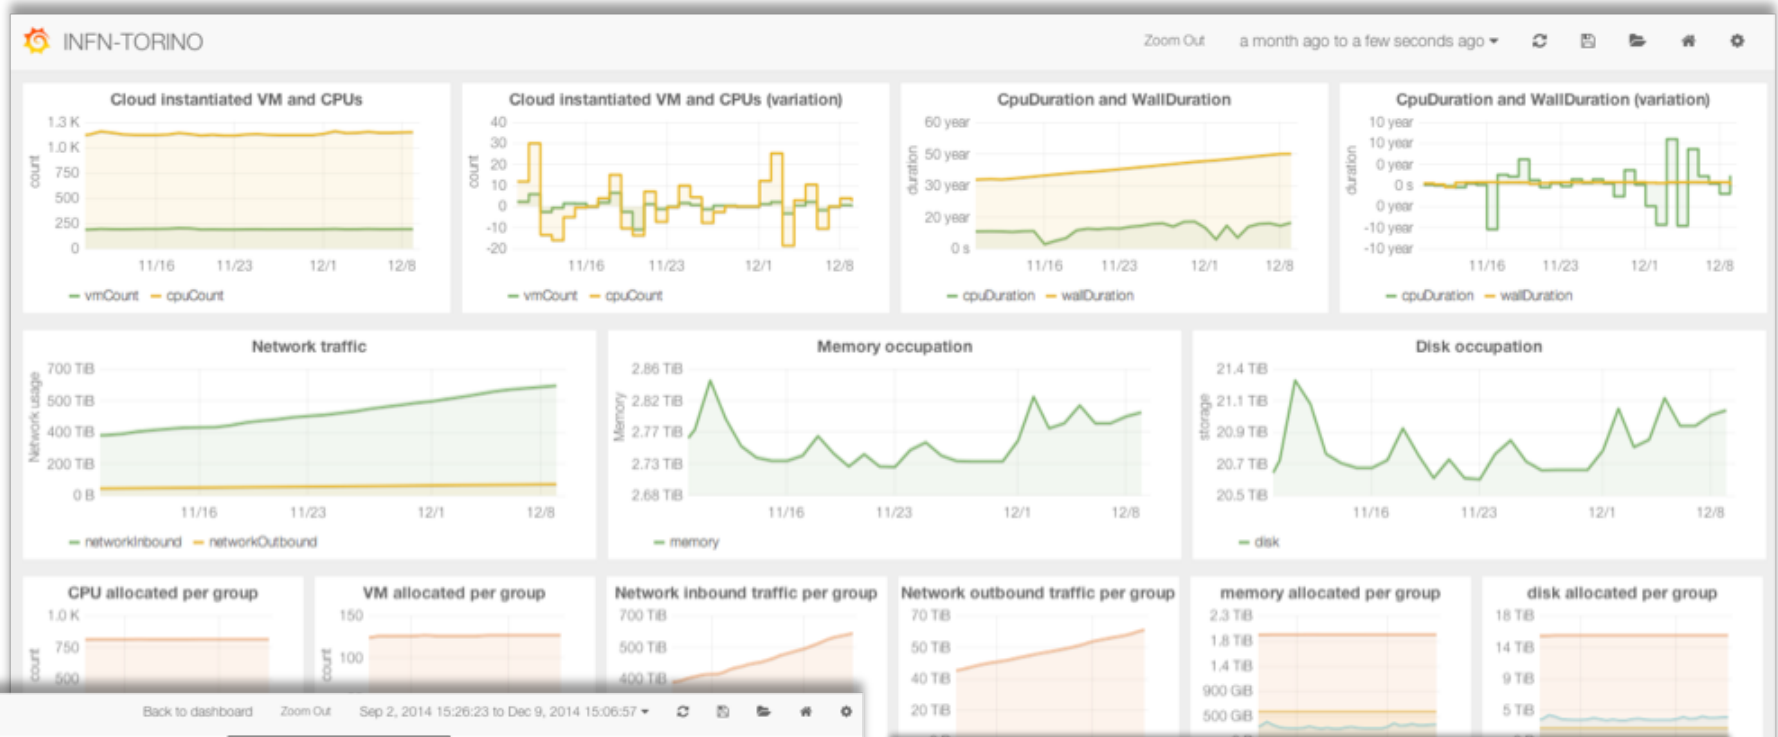 INFN-TORINO
Zoom Out a month ago to a few seconds ago
Cloud instantiated VM and CPUs
1.3 K
1.0 K
750
500
250
0
count
11/16 11/23 12/1 12/8
vmCount cpuCount
Cloud instantiated VM and CPUs (variation)
40
30
20
10
0
-10
-20
count
11/16 11/23 12/1 12/8
vmCount cpuCount
CpuDuration and WallDuration
60 year
50 year
30 year
20 year
0 s
duration
11/16 11/23 12/1 12/8
cpuDuration wallDuration
CpuDuration and WallDuration (variation)
10 year
10 year
0 year
0 s
0 year
-10 year
-10 year
duration
11/16 11/23 12/1 12/8
cpuDuration wallDuration
Network traffic
700 TiB
500 TiB
400 TiB
200 TiB
0 B
Network usage
11/16 11/23 12/1 12/8
networkInbound networkOutbound
Memory occupation
2.86 TiB
2.82 TiB
2.77 TiB
2.73 TiB
2.68 TiB
Memory
11/16 11/23 12/1 12/8
memory
Disk occupation
21.4 TiB
21.1 TiB
20.9 TiB
20.7 TiB
20.5 TiB
storage
11/16 11/23 12/1 12/8
disk
CPU allocated per group
1.0 K
750
500
count
VM allocated per group
150
100
count
Network inbound traffic per group
700 TiB
500 TiB
400 TiB
Network outbound traffic per group
70 TiB
50 TiB
40 TiB
20 TiB
memory allocated per group
2.3 TiB
1.8 TiB
1.4 TiB
900 GiB
500 GiB
disk allocated per group
18 TiB
14 TiB
9 TiB
5 TiB
Back to dashboard Zoom Out Sep 2, 2014 15:26:23 to Dec 9, 2014 15:06:57